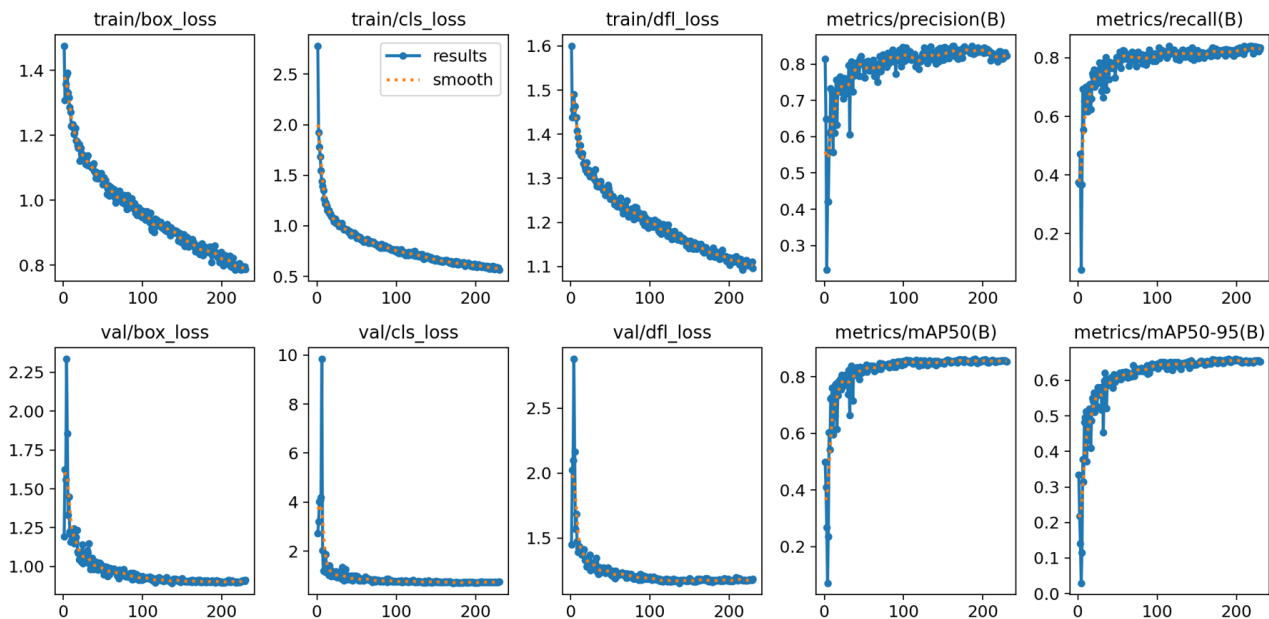 train/box_loss
train/cls_loss
train/dfl_loss
metrics/precision(B)
metrics/recall(B)
1.4
1.2
1.0
0.8
0 100 200
2.5
2.0
1.5
1.0
0.5
0 100 200
results
smooth
1.6
1.5
1.4
1.3
1.2
1.1
0 100 200
0.8
0.7
0.6
0.5
0.4
0.3
0 100 200
0.8
0.6
0.4
0.2
0 100 200
val/box_loss
val/cls_loss
val/dfl_loss
metrics/mAP50(B)
metrics/mAP50-95(B)
2.25
2.00
1.75
1.50
1.25
1.00
0 100 200
10
8
6
4
2
0 100 200
2.5
2.0
1.5
0 100 200
0.8
0.6
0.4
0.2
0 100 200
0.6
0.5
0.4
0.3
0.2
0.1
0.0
0 100 200